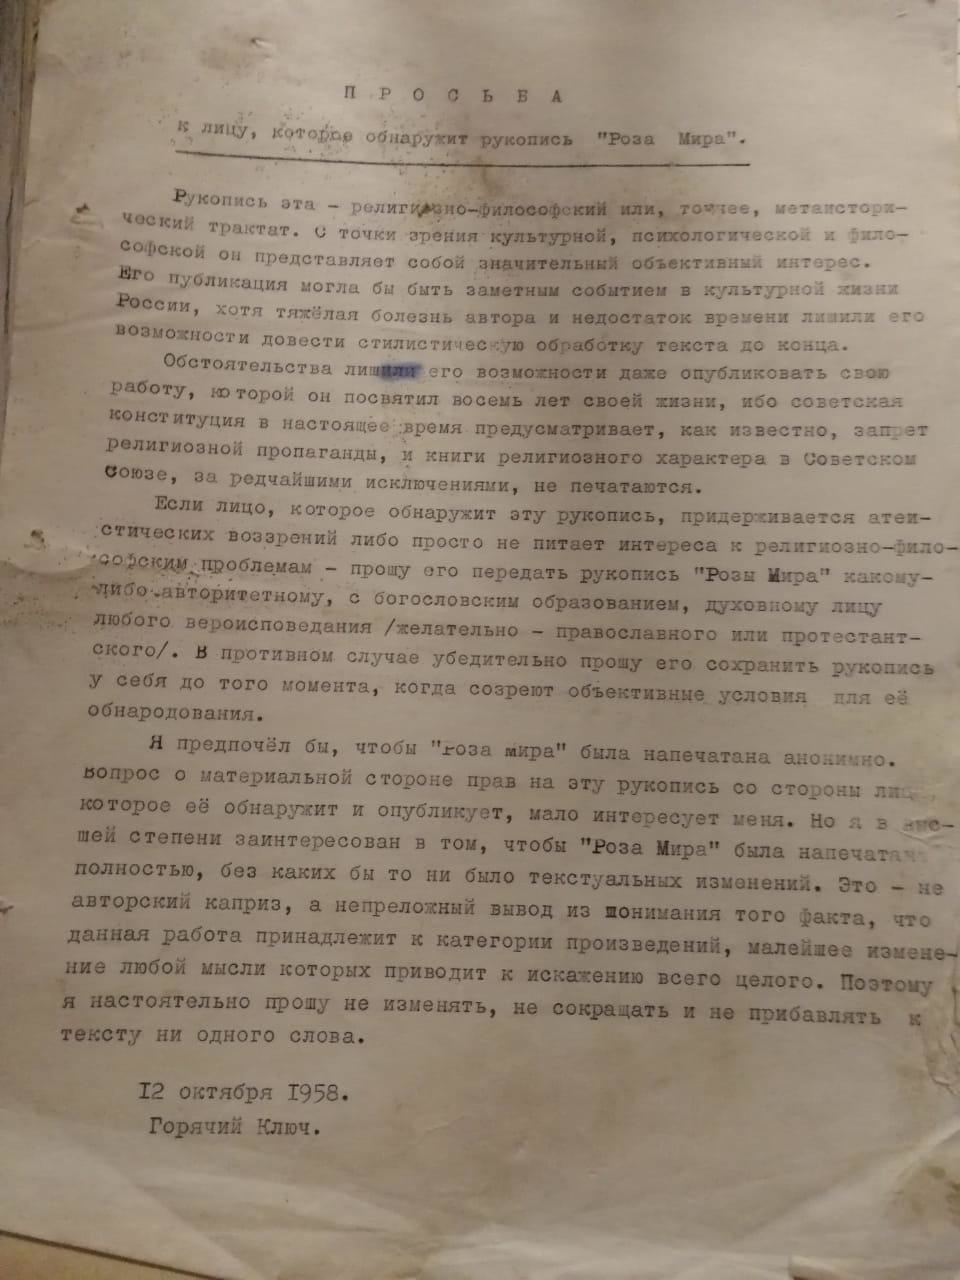 П Р О С Ь Б А
к лицу, которое обнаружит рукопись "Роза Мира".
Рукопись эта – религиозно-философский или, точнее, метаистори-
ческий трактат. С точки зрения культурной, психологической и фило-
софской он представляет собой значительный объективный интерес.
Его публикация могла бы быть заметным событием в культурной жизни
России, хотя тяжёлая болезнь автора и недостаток времени лишили его
возможности довести стилистическую обработку текста до конца.
Обстоятельства лишили его возможности даже опубликовать свою
работу, которой он посвятил восемь лет своей жизни, ибо советская
конституция в настоящее время предусматривает, как известно, запрет
религиозной пропаганды, и книги религиозного характера в Советском
Союзе, за редчайшими исключениями, не печатаются.
Если лицо, которое обнаружит эту рукопись, придерживается атеи-
стических воззрений либо просто не питает интереса к религиозно-фило-
софским проблемам – прошу его передать рукопись "Розы Мира" какому-
либо авторитетному, с богословским образованием, духовному лицу
любого вероисповедания /желательно – православного или протестант-
ского/. В противном случае убедительно прошу его сохранить рукопись
у себя до того момента, когда созреют объективные условия для её
обнародования.
Я предпочёл бы, чтобы "Роза Мира" была напечатана анонимно.
Вопрос о материальной стороне прав на эту рукопись со стороны лица,
которое её обнаружит и опубликует, мало интересует меня. Но я в выс-
шей степени заинтересован в том, чтобы "Роза Мира" была напечатана
полностью, без каких бы то ни было текстуальных изменений. Это – не
авторский каприз, а непреложный вывод из понимания того факта, что
данная работа принадлежит к категории произведений, малейшее измене-
ние любой мысли которых приводит к искажению всего целого. Поэтому
я настоятельно прошу не изменять, не сокращать и не прибавлять к
тексту ни одного слова.
12 октября 1958.
Горячий Ключ.